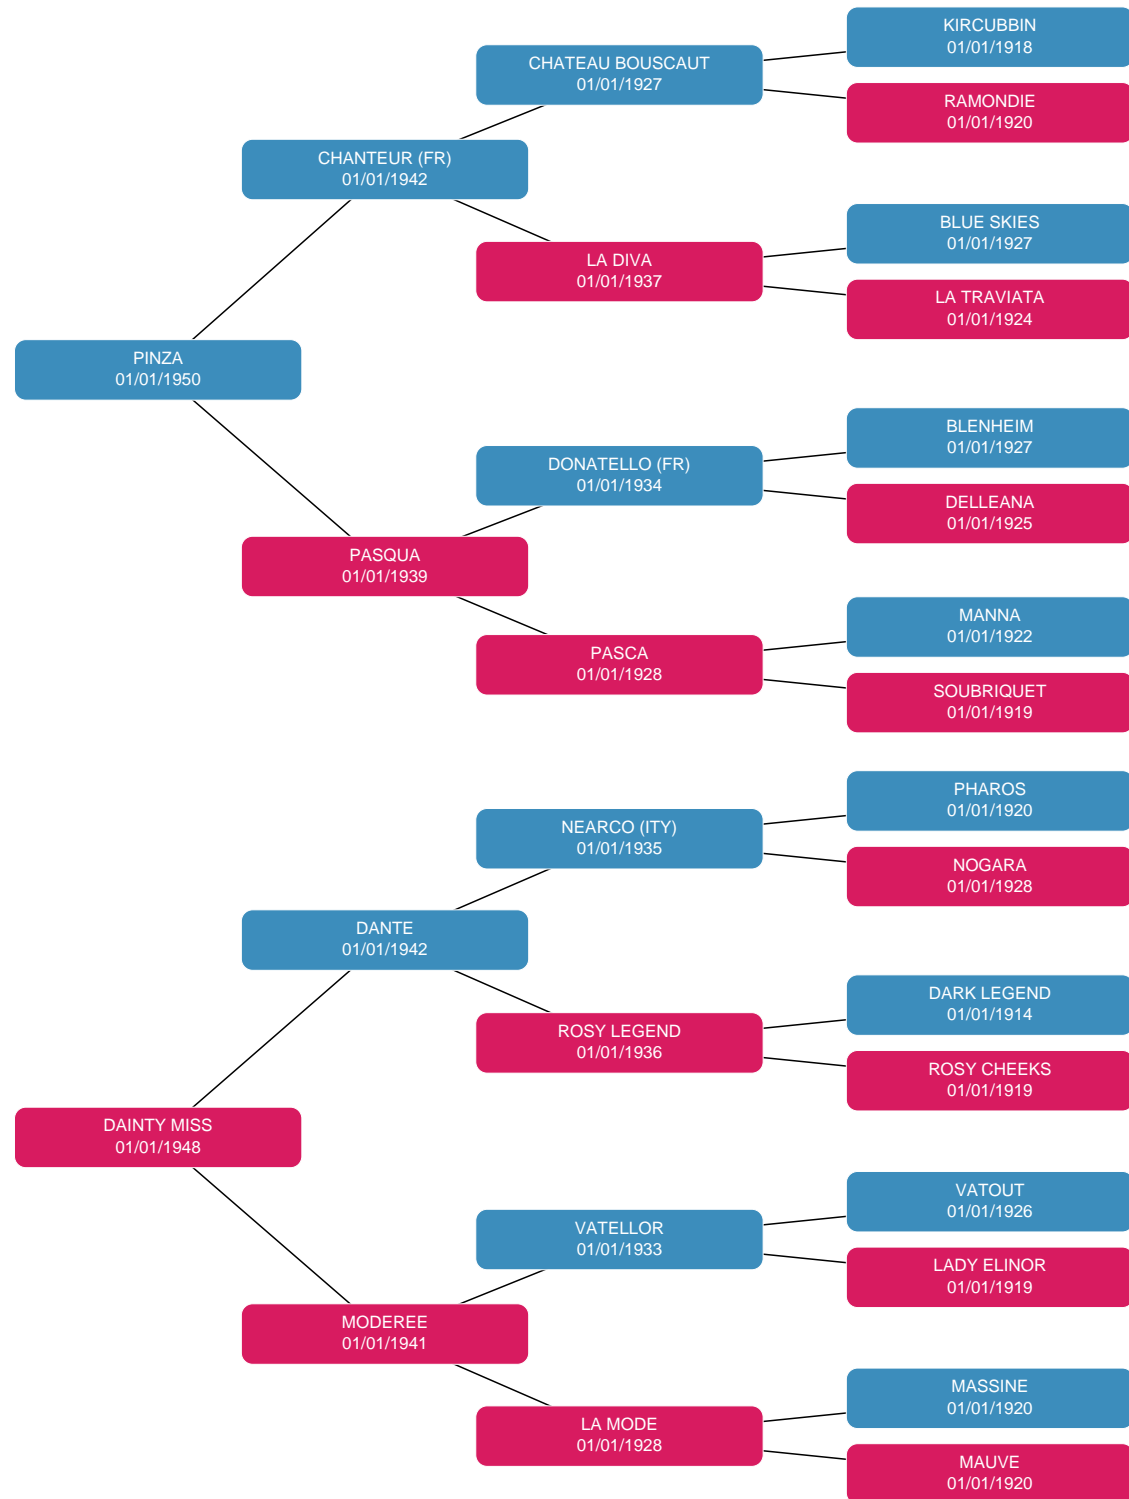 KIRCUBBIN
01/01/1918
CHATEAU BOUSCAUT
01/01/1927
RAMONDIE
01/01/1920
CHANTEUR (FR)
01/01/1942
BLUE SKIES
01/01/1927
LA DIVA
01/01/1937
LA TRAVIATA
01/01/1924
PINZA
01/01/1950
BLENHEIM
01/01/1927
DONATELLO (FR)
01/01/1934
DELLEANA
01/01/1925
PASQUA
01/01/1939
MANNA
01/01/1922
PASCA
01/01/1928
SOUBRIQUET
01/01/1919
PHAROS
01/01/1920
NEARCO (ITY)
01/01/1935
NOGARA
01/01/1928
DANTE
01/01/1942
DARK LEGEND
01/01/1914
ROSY LEGEND
01/01/1936
ROSY CHEEKS
01/01/1919
DAINTY MISS
01/01/1948
VATOUT
01/01/1926
VATELLOR
01/01/1933
LADY ELINOR
01/01/1919
MODEREE
01/01/1941
MASSINE
01/01/1920
LA MODE
01/01/1928
MAUVE
01/01/1920